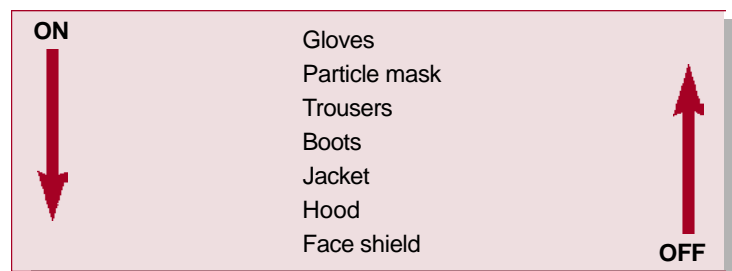 ON
Gloves
Particle mask
Trousers
Boots
Jacket
Hood
Face shield
OFF